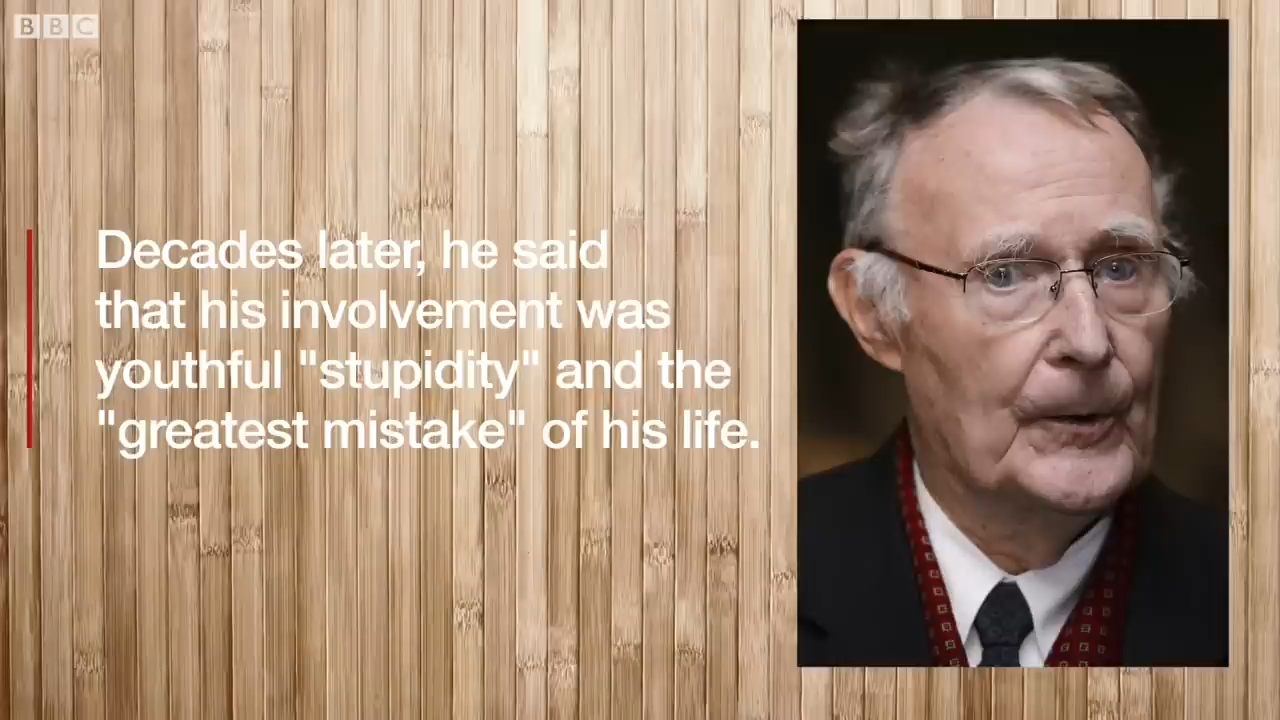 BBC
Decades later, he said
that his involvement was
youthful "stupidity" and the
"greatest mistake" of his life.